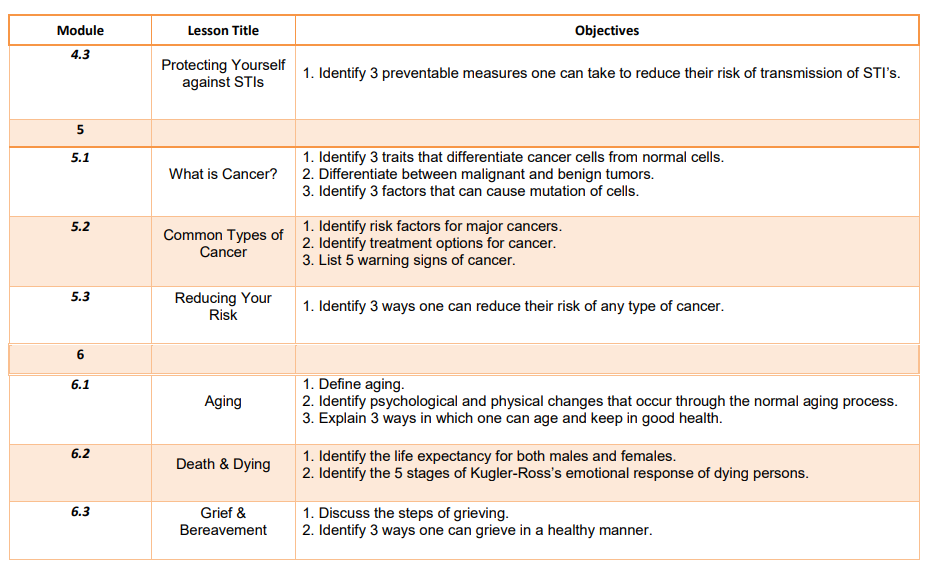 Module Lesson Title Objectives
4.3
Protecting Yourself
against STIs
1. Identify 3 preventable measures one can take to reduce their risk of transmission of STI's.
5
5.1
What is Cancer?
1. Identify 3 traits that differentiate cancer cells from normal cells.
2. Differentiate between malignant and benign tumors.
3. Identify 3 factors that can cause mutation of cells.
5.2
Common Types of
Cancer
1. Identify risk factors for major cancers.
2. Identify treatment options for cancer.
3. List 5 warning signs of cancer.
5.3
Reducing Your
Risk
1. Identify 3 ways one can reduce their risk of any type of cancer.
6
6.1
Aging
1. Define aging.
2. Identify psychological and physical changes that occur through the normal aging process.
3. Explain 3 ways in which one can age and keep in good health.
6.2
Death & Dying
1. Identify the life expectancy for both males and females.
2. Identify the 5 stages of Kugler-Ross's emotional response of dying persons.
6.3
Grief &
Bereavement
1. Discuss the steps of grieving.
2. Identify 3 ways one can grieve in a healthy manner.